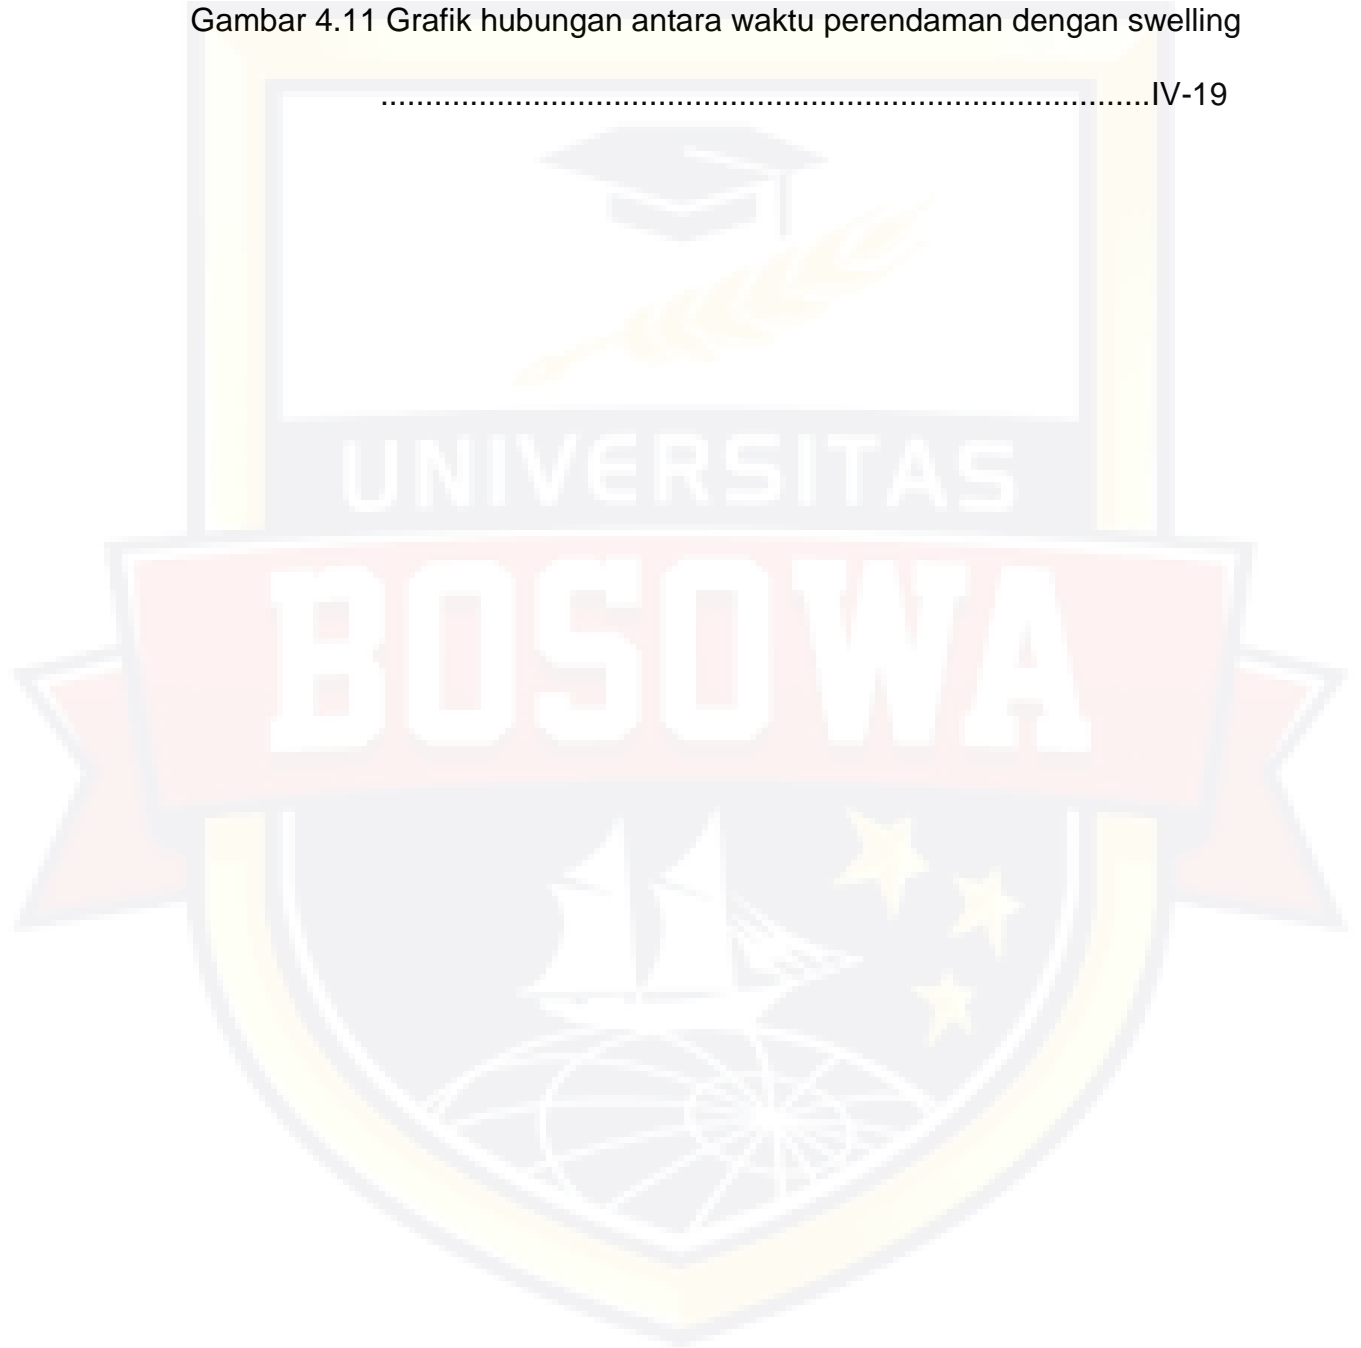 Gambar 4.11 Grafik hubungan antara waktu perendaman dengan swelling
......................................................................................IV-19
UNIVERSITAS
BOSOWA